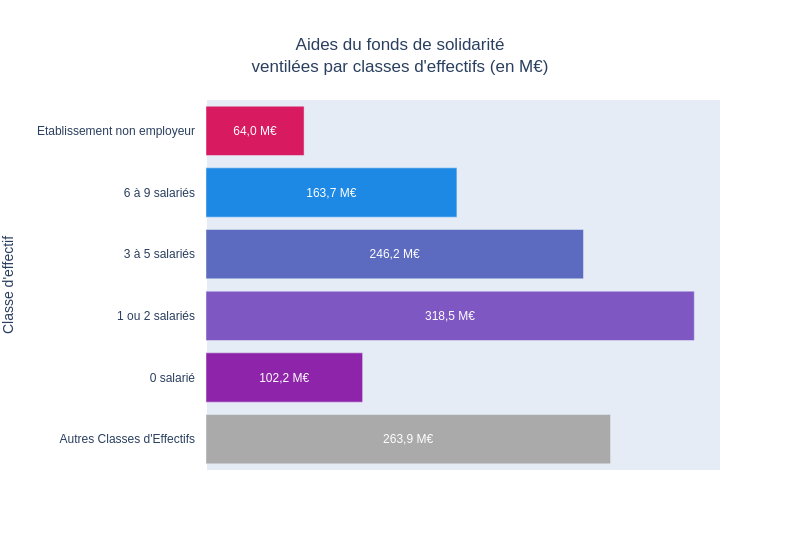 Aides du fonds de solidarité
ventilées par classes d'effectifs (en M€)
Classe d'effectif
Etablissement non employeur
64,0 M€
6 à 9 salariés
163,7 M€
3 à 5 salariés
246,2 M€
1 ou 2 salariés
318,5 M€
0 salarié
102,2 M€
Autres Classes d'Effectifs
263,9 M€